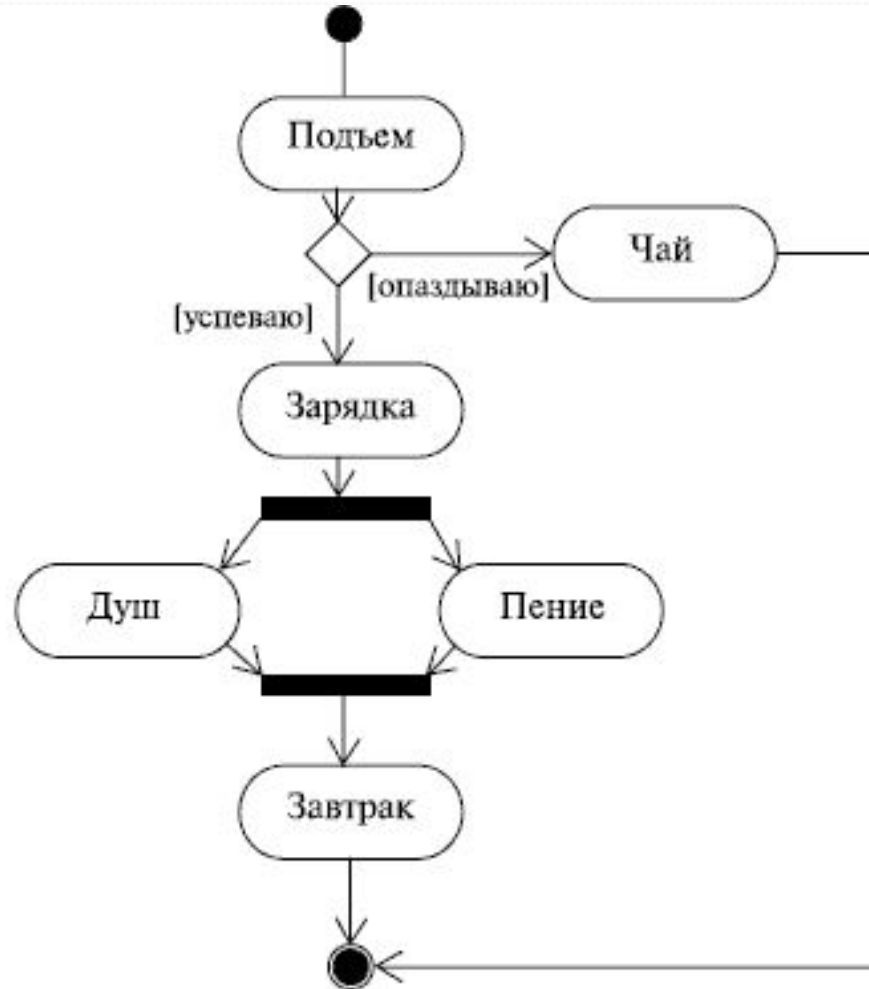 Подъем
Чай
[опаздываю]
[успеваю]
Зарядка
Душ
Пение
Завтрак